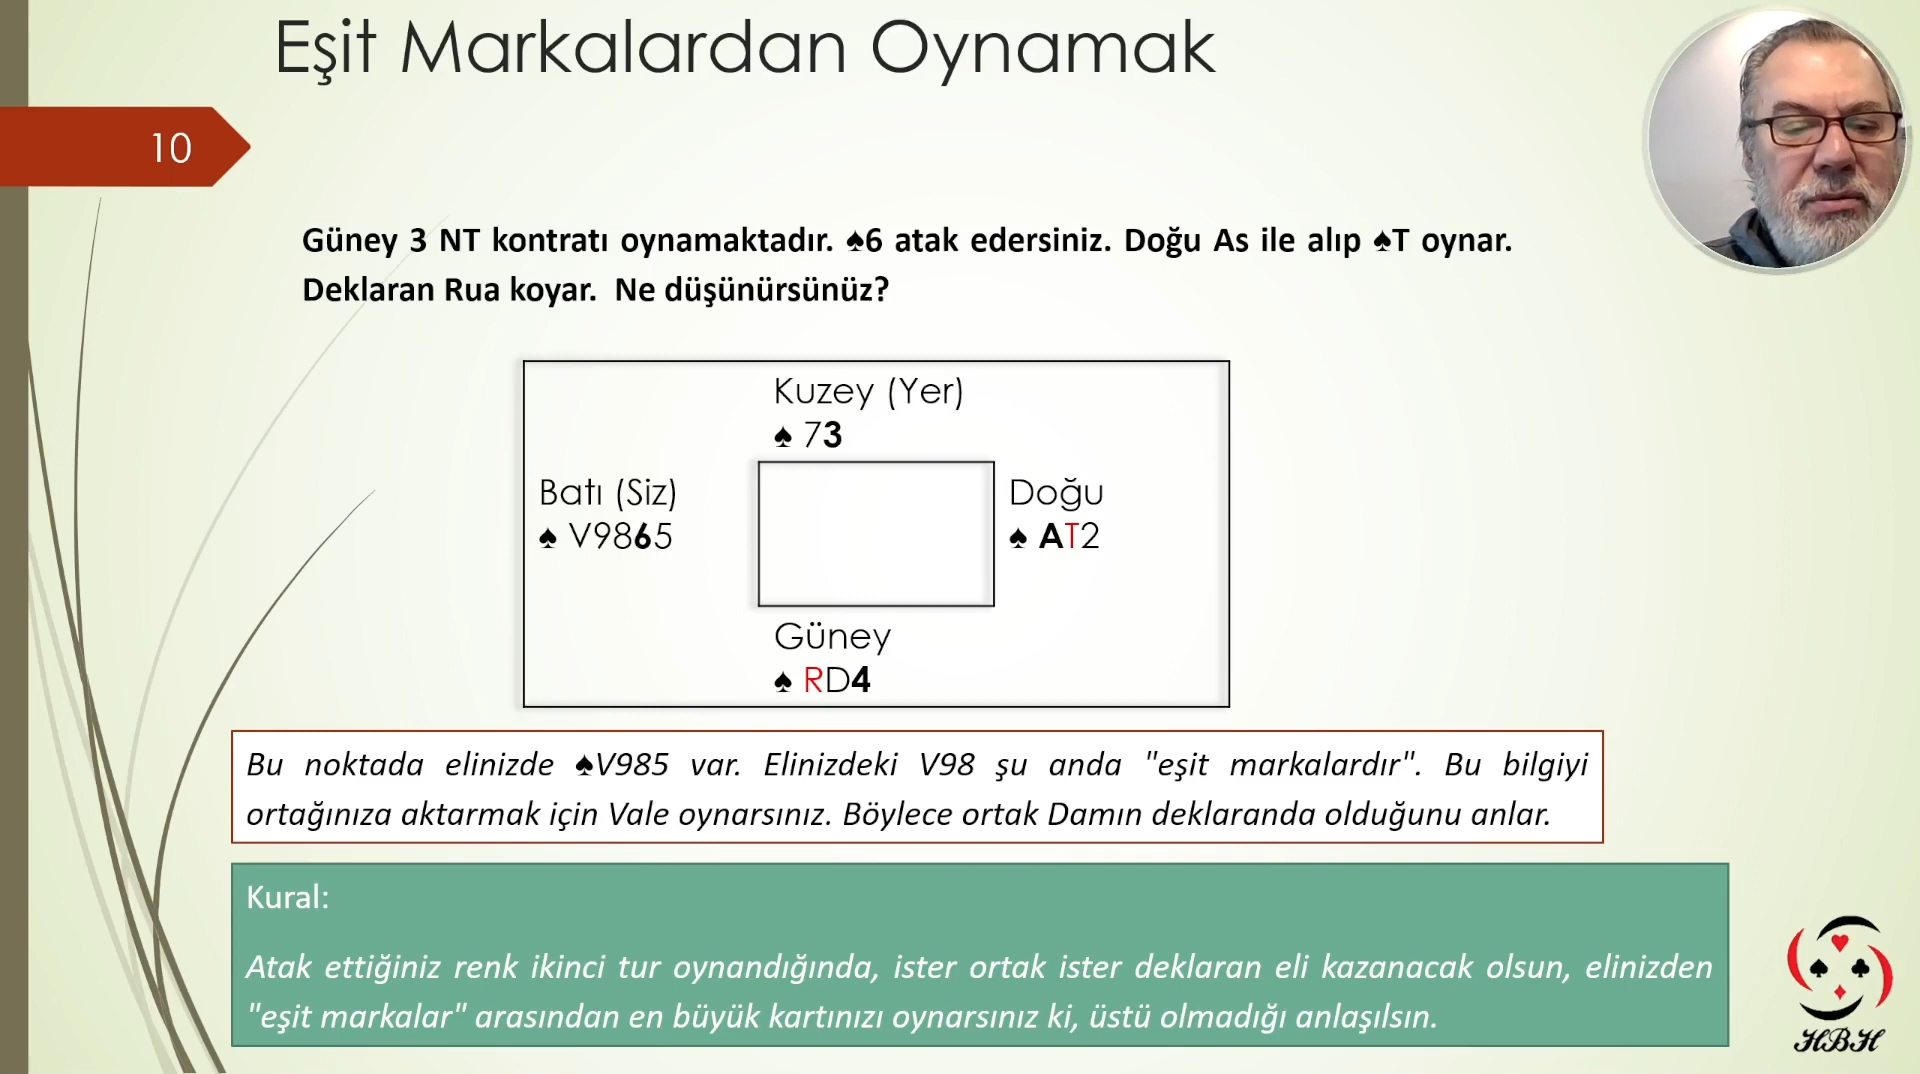 Eşit Markalardan Oynamak
10
Güney 3 NT kontratı oynamaktadır. ♠6 atak edersiniz. Doğu As ile alıp ♠T oynar.
Deklaran Rua koyar. Ne düşünürsünüz?
Kuzey (Yer)
♠ 73
Batı (Siz)
♠ V9865
Doğu
♠ AT2
Güney
♠ RD4
Bu noktada elinizde ♠V985 var. Elinizdeki V98 şu anda "eşit markalardır". Bu bilgiyi
ortağınıza aktarmak için Vale oynarsınız. Böylece ortak Damın deklaranda olduğunu anlar.
Kural:
Atak ettiğiniz renk ikinci tur oynandığında, ister ortak ister deklaran eli kazanacak olsun, elinizden
"eşit markalar" arasından en büyük kartınızı oynarsınız ki, üstü olmadığı anlaşılsın.
HBH